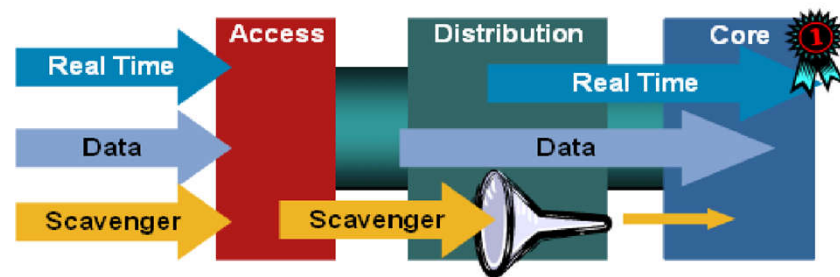 Access
Distribution
Core
1
Real Time
Real Time
Data
Data
Scavenger
Scavenger